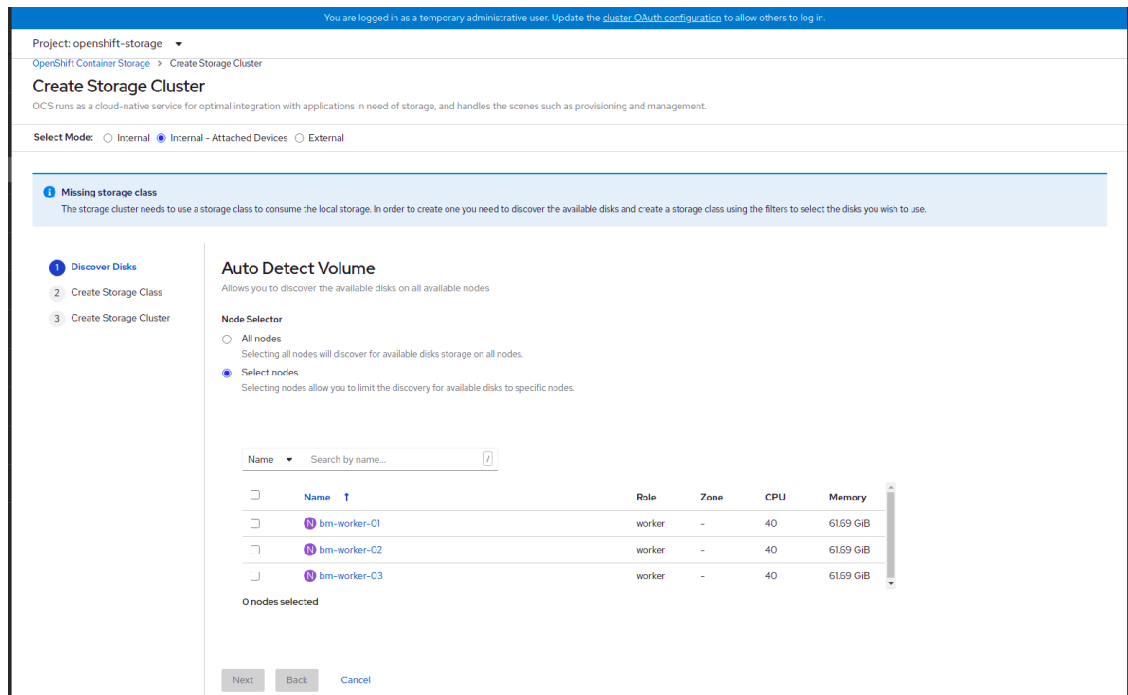 You are logged in as a temporary administrative user. Update the cluster OAuth configuration to allow others to log in.
Project: openshift-storage
OpenShift Container Storage > Create Storage Cluster
Create Storage Cluster
OCS runs as a cloud-native service for optimal integration with applications in need of storage, and handles the scenes such as provisioning and management.
Select Mode: Internal Internal - Attached Devices External
Missing storage class
The storage cluster needs to use a storage class to consume the local storage. In order to create one you need to discover the available disks and create a storage class using the filters to select the disks you wish to use.
1 Discover Disks
2 Create Storage Class
3 Create Storage Cluster
Auto Detect Volume
Allows you to discover the available disks on all available nodes
Node Selector
All nodes
Selecting all nodes will discover for available disks storage on all nodes.
Select nodes
Selecting nodes allow you to limit the discovery for available disks to specific nodes.
Name Search by name... /
Name ↑ Role Zone CPU Memory
N bm-worker-01 worker - 40 61.69 GiB
N bm-worker-02 worker - 40 61.69 GiB
N bm-worker-03 worker - 40 61.69 GiB
0 nodes selected
Next Back Cancel